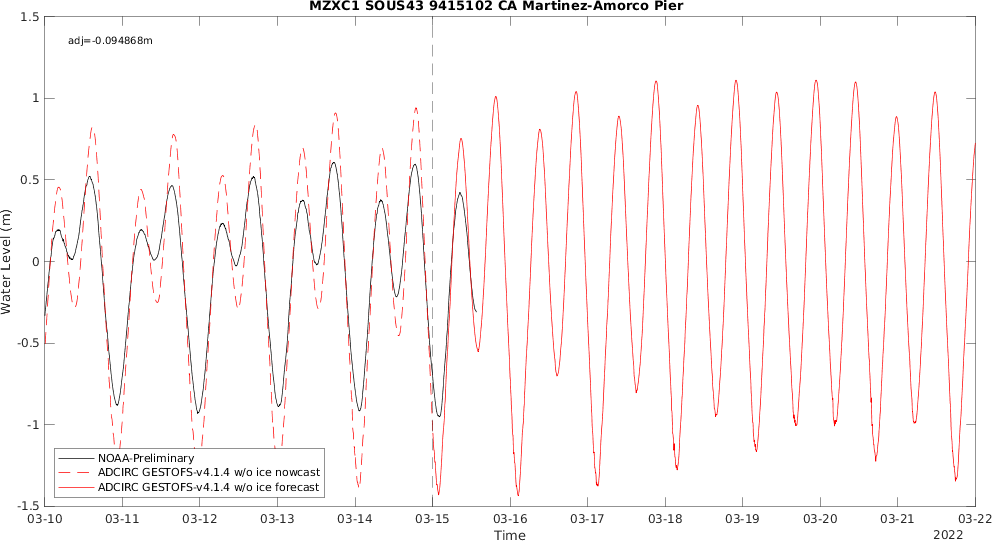 MZXC1 SOUS43 9415102 CA Martinez-Amorco Pier
adj=-0.094868m
1.5
1
0.5
0
-0.5
-1
-1.5
Water Level (m)
NOAA-Preliminary
ADCIRC GESTOFS-v4.1.4 w/o ice nowcast
ADCIRC GESTOFS-v4.1.4 w/o ice forecast
03-10 03-11 03-12 03-13 03-14 03-15 03-16 03-17 03-18 03-19 03-20 03-21 03-22
Time
2022